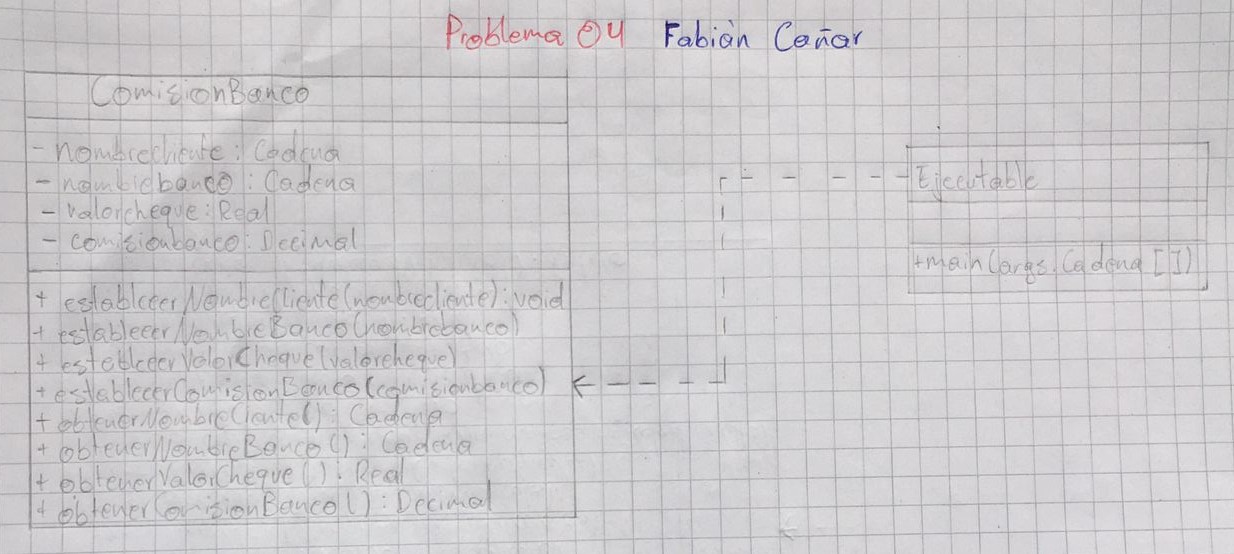 Problema 04 Fabián Cañar
ComisionBanco
- nombrecliente : Cadena
- nombrebanco : Cadena
- valorcheque : Real
- comisionbanco : Decimal
+ establecerNombreCliente(nombrecliente) : void
+ establecerNombreBanco(nombrebanco)
+ establecerValorCheque(valorcheque)
+ establecerComisionBanco(comisionbanco)
+ obtenerNombreCliente() : Cadena
+ obtenerNombreBanco() : Cadena
+ obtenerValorCheque() : Real
+ obtenerComisionBanco() : Decimal
Ejecutable
+main(args: Cadena [])